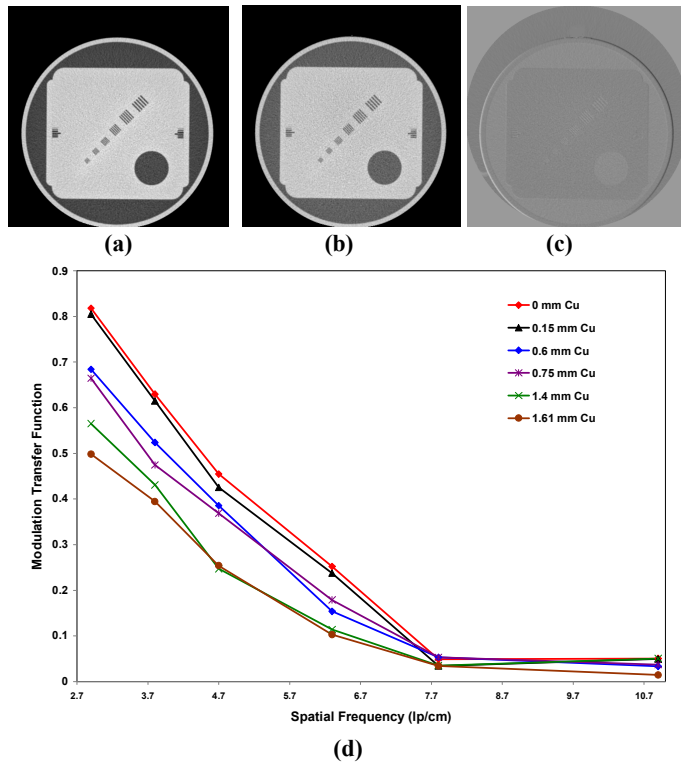 (a) (b) (c)
0.9
0.8
0.7
0.6
0.5
0.4
0.3
0.2
0.1
0
Modulation Transfer Function
0 mm Cu
0.15 mm Cu
0.6 mm Cu
0.75 mm Cu
1.4 mm Cu
1.61 mm Cu
2.7 3.7 4.7 5.7 6.7 7.7 8.7 9.7 10.7
Spatial Frequency (lp/cm)
(d)